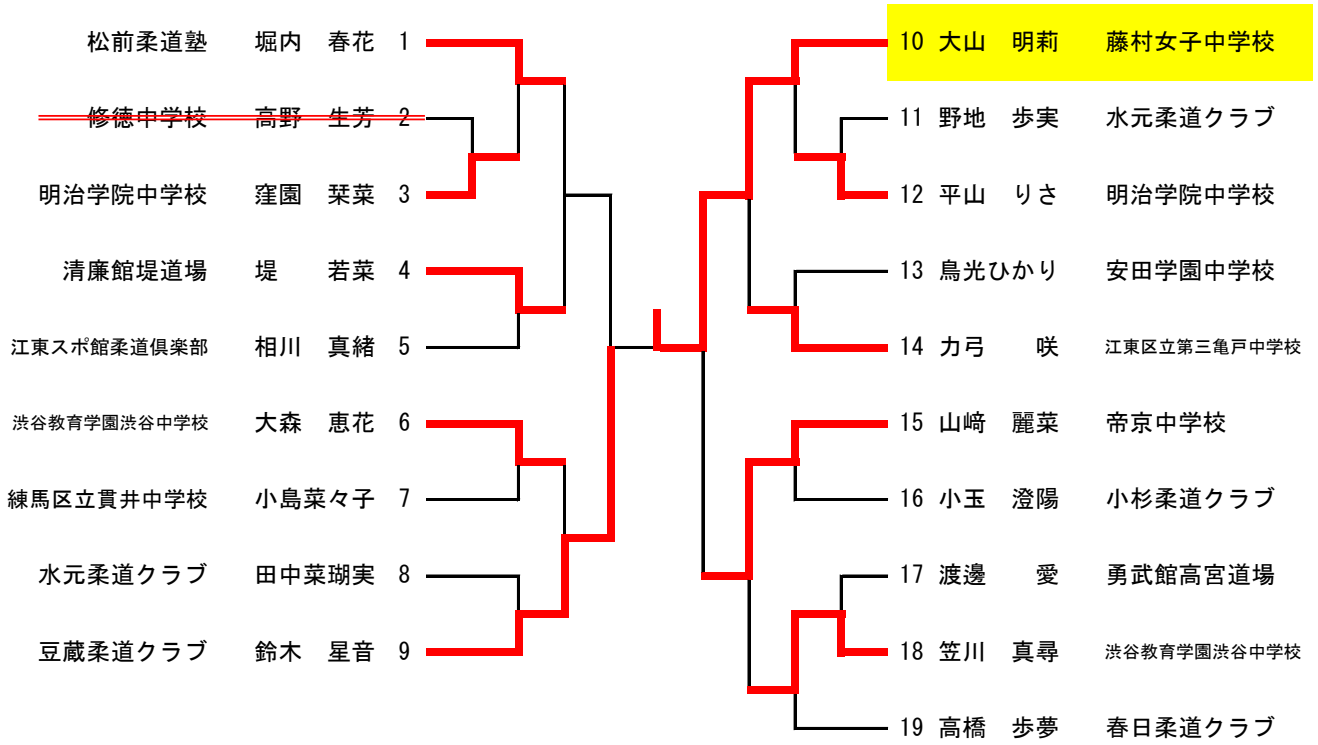 松前柔道塾 堀内 春花 1
修徳中学校 高野 生芳 2
明治学院中学校 窪園 栞菜 3
清廉館堤道場 堤 若菜 4
江東スポ館柔道倶楽部 相川 真緒 5
渋谷教育学園渋谷中学校 大森 恵花 6
練馬区立貫井中学校 小島菜々子 7
水元柔道クラブ 田中菜瑚実 8
豆蔵柔道クラブ 鈴木 星音 9
10 大山 明莉 藤村女子中学校
11 野地 歩実 水元柔道クラブ
12 平山 りさ 明治学院中学校
13 鳥光ひかり 安田学園中学校
14 力弓 咲 江東区立第三亀戸中学校
15 山﨑 麗菜 帝京中学校
16 小玉 澄陽 小杉柔道クラブ
17 渡邊 愛 勇武館高宮道場
18 笠川 真尋 渋谷教育学園渋谷中学校
19 高橋 歩夢 春日柔道クラブ